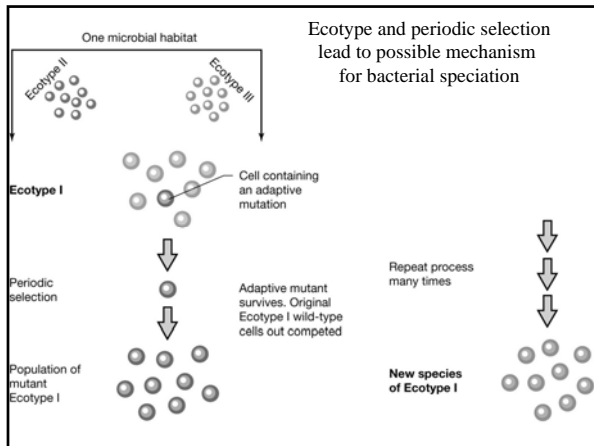 Ecotype and periodic selection
lead to possible mechanism
for bacterial speciation
One microbial habitat
Ecotype II
Ecotype III
Ecotype I
Cell containing
an adaptive
mutation
Periodic
selection
Adaptive mutant
survives. Original
Ecotype I wild-type
cells out competed
Population of
mutant
Ecotype I
Repeat process
many times
New species
of Ecotype I